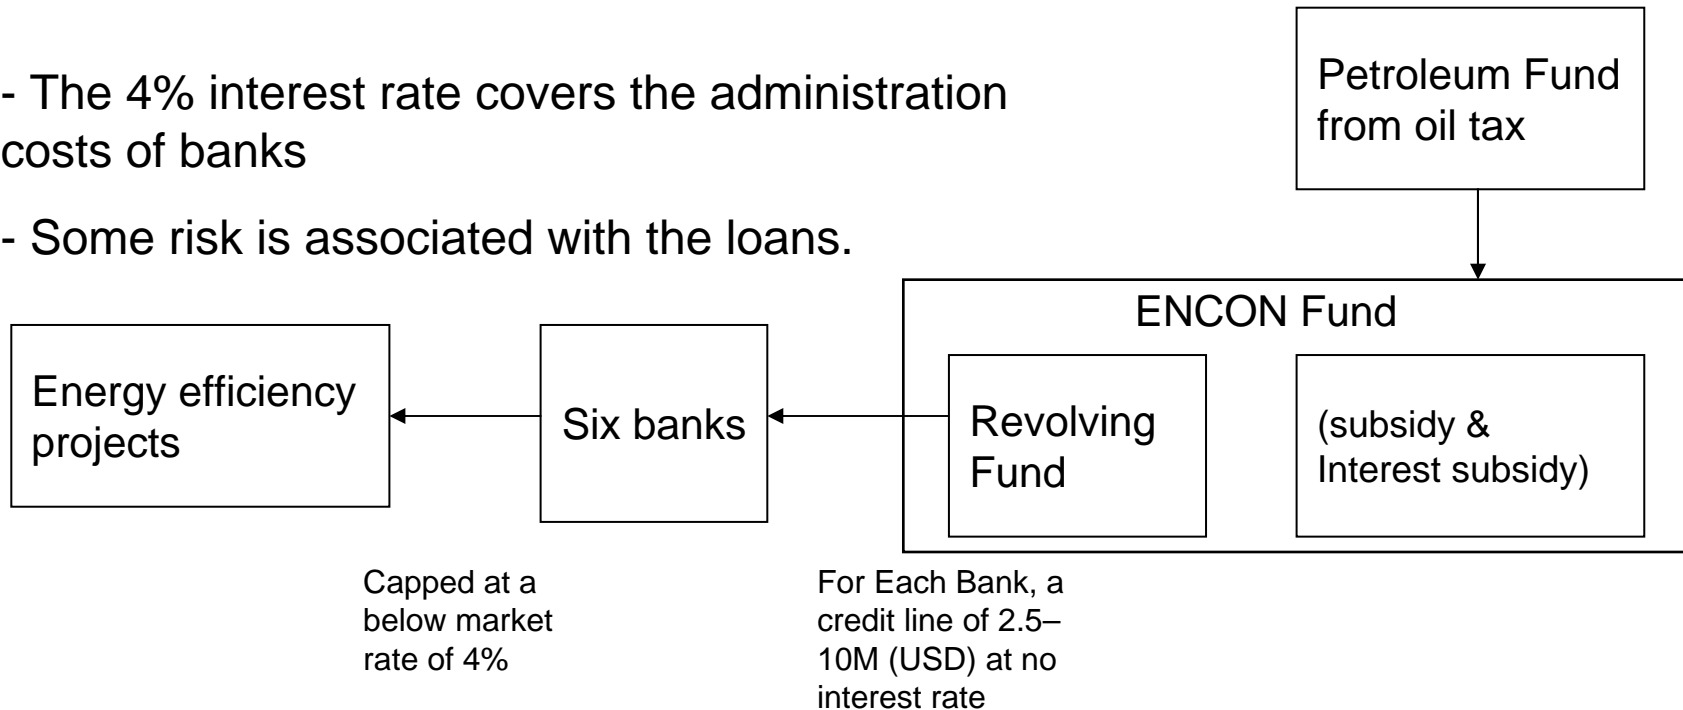 - The 4% interest rate covers the administration
costs of banks
- Some risk is associated with the loans.
Petroleum Fund
from oil tax
ENCON Fund
Energy efficiency
projects
Six banks
Revolving
Fund
(subsidy &
Interest subsidy)
Capped at a
below market
rate of 4%
For Each Bank, a
credit line of 2.5–
10M (USD) at no
interest rate